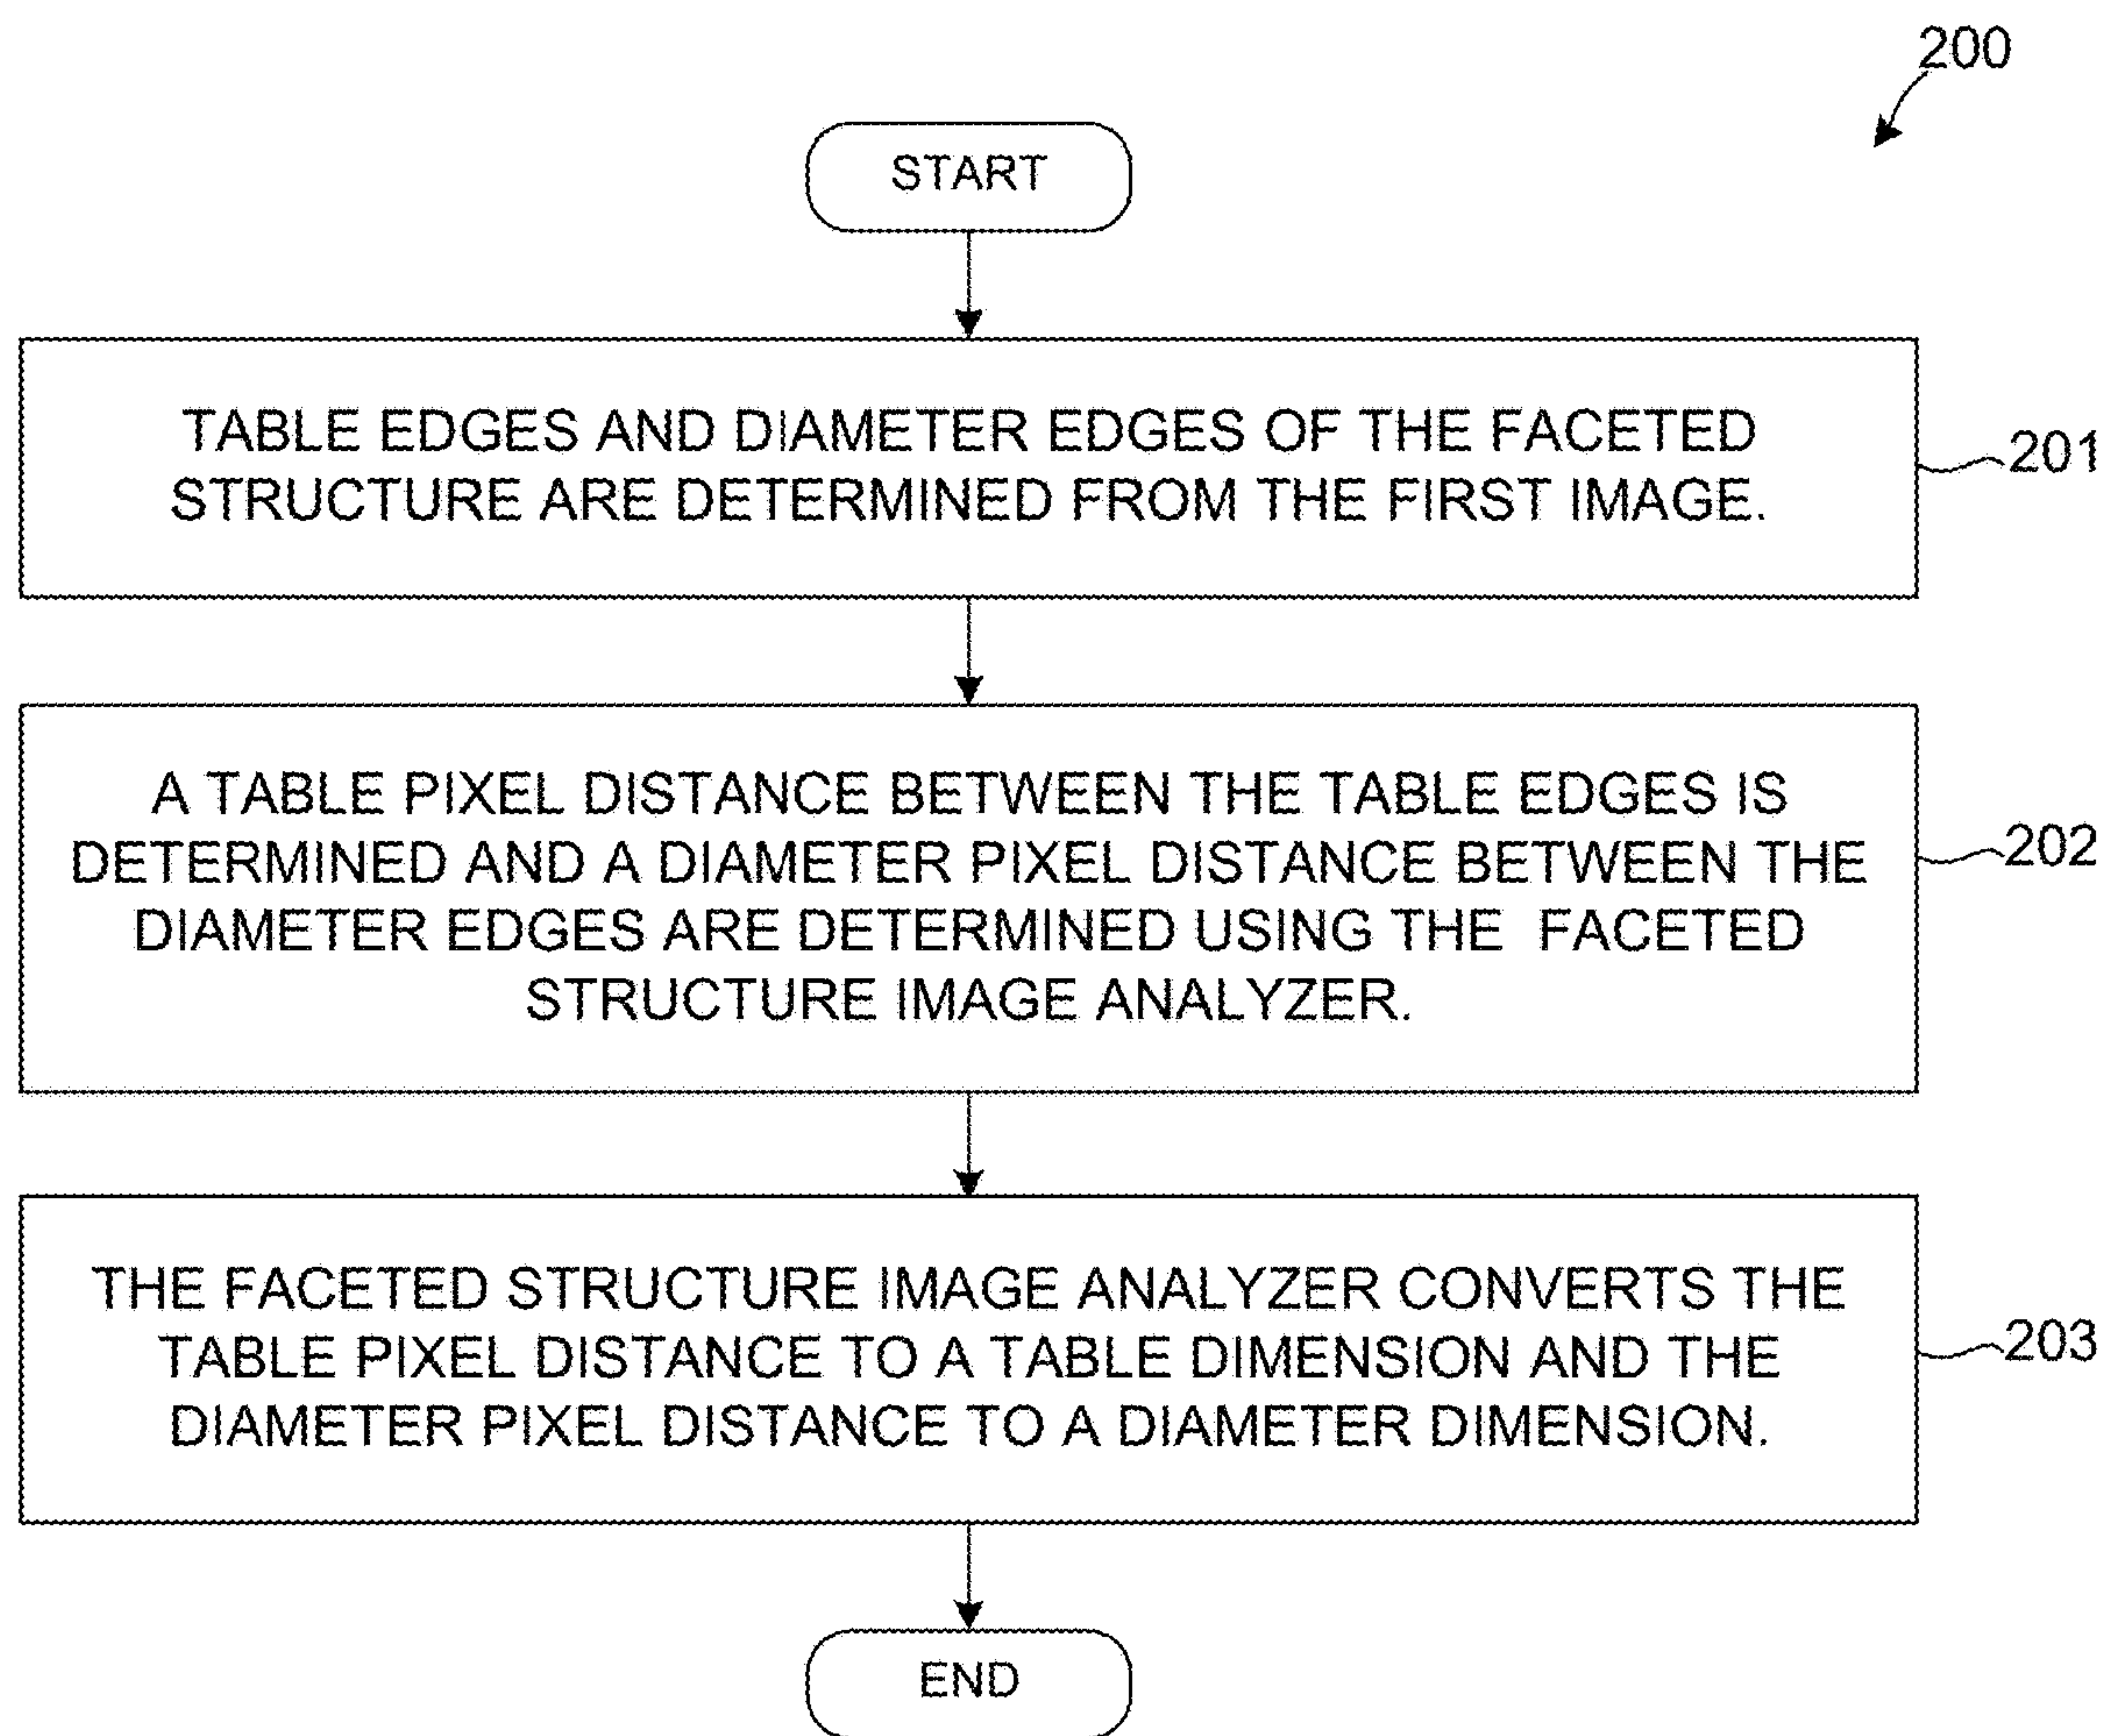 200
START
TABLE EDGES AND DIAMETER EDGES OF THE FACETED
STRUCTURE ARE DETERMINED FROM THE FIRST IMAGE.
201
A TABLE PIXEL DISTANCE BETWEEN THE TABLE EDGES IS
DETERMINED AND A DIAMETER PIXEL DISTANCE BETWEEN THE
DIAMETER EDGES ARE DETERMINED USING THE FACETED
STRUCTURE IMAGE ANALYZER.
202
THE FACETED STRUCTURE IMAGE ANALYZER CONVERTS THE
TABLE PIXEL DISTANCE TO A TABLE DIMENSION AND THE
DIAMETER PIXEL DISTANCE TO A DIAMETER DIMENSION.
203
END